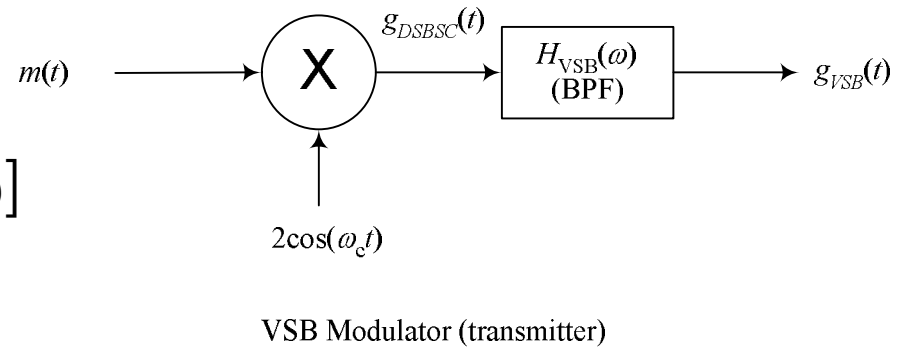 g_DSBSC(t)
m(t)
X
H_VSB(ω)
(BPF)
g_VSB(t)
)]
2cos(ω_c t)
VSB Modulator (transmitter)